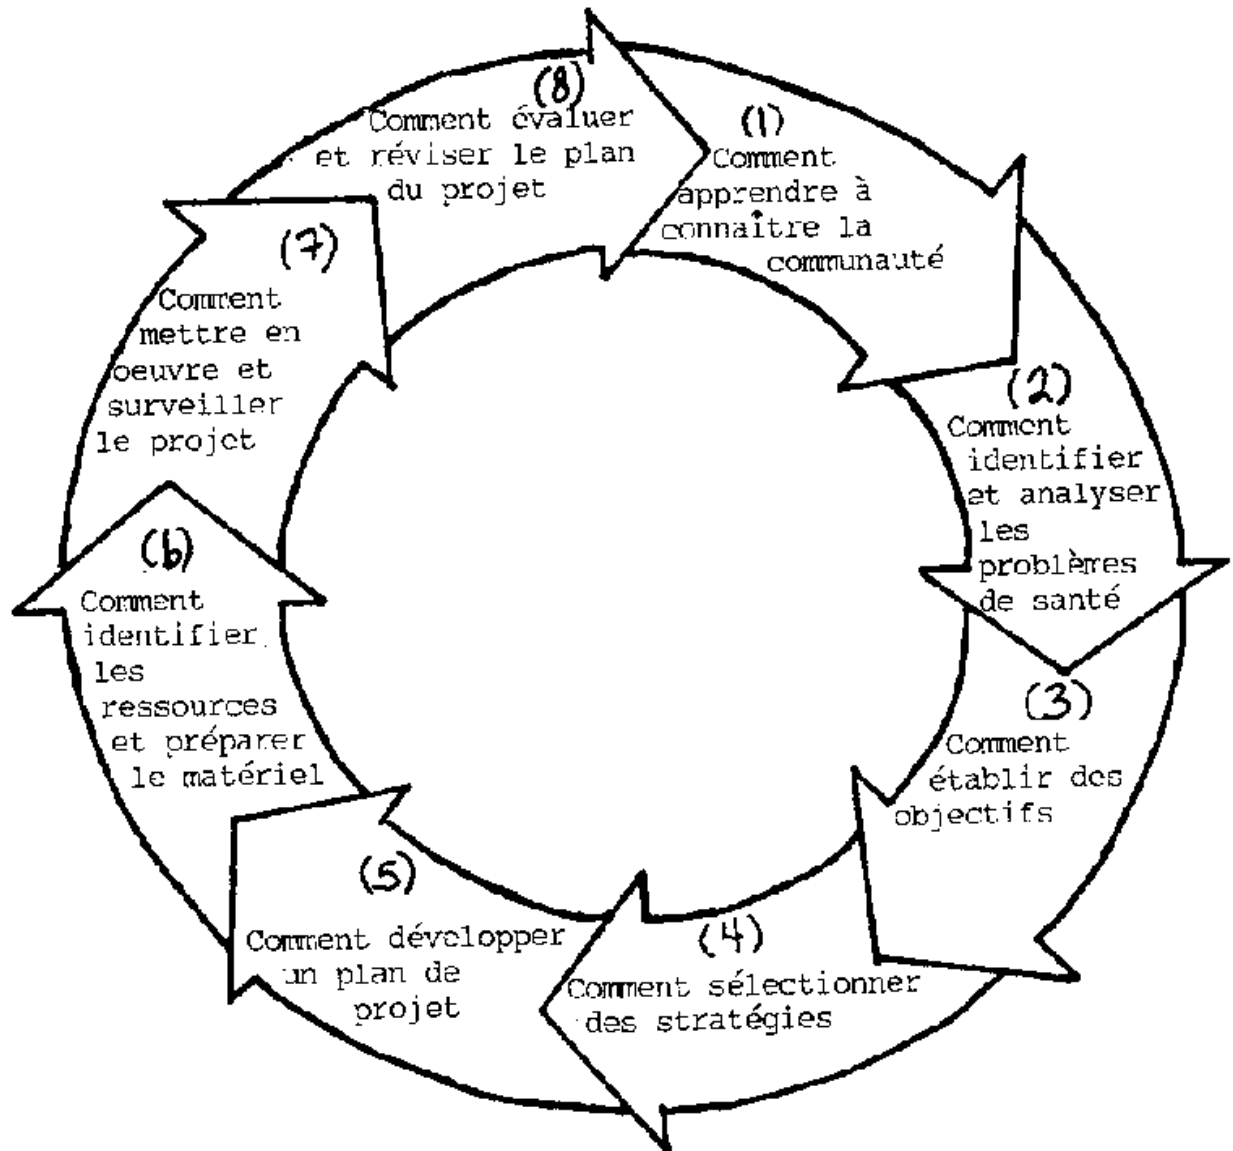 (1)
Comment
apprendre à
connaître la
communauté
(2)
Comment
identifier
et analyser
les
problèmes
de santé
(3)
Comment
établir des
objectifs
(4)
Comment sélectionner
des stratégies
(5)
Comment développer
un plan de
projet
(6)
Comment
identifier
les
ressources
et préparer
le matériel
(7)
Comment
mettre en
oeuvre et
surveiller
le projet
(8)
Comment évaluer
et réviser le plan
du projet